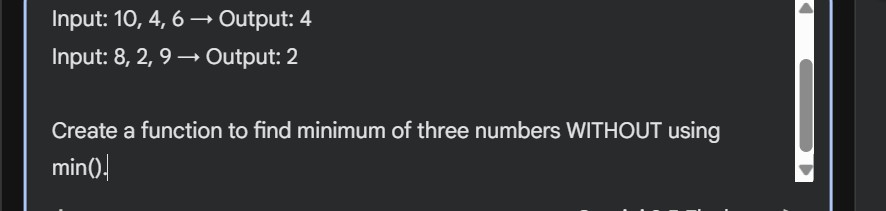 Input: 10, 4, 6 → Output: 4
Input: 8, 2, 9 → Output: 2
Create a function to find minimum of three numbers WITHOUT using
min().